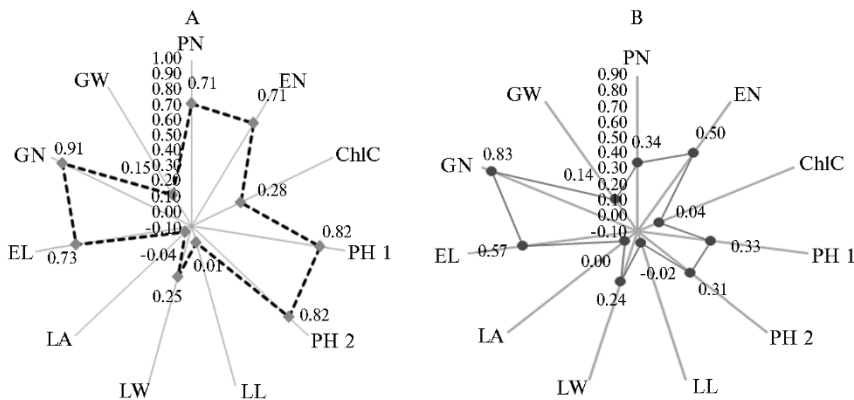 A
PN
1.00
0.90
0.80
0.70
0.60
0.50
0.40
0.30
0.20
0.10
0.00
-0.10
GW
EN
0.71
0.71
ChlC
0.28
0.82
PH 1
0.82
PH 2
0.01
LL
0.25
LW
-0.04
LA
0.73
EL
0.91
GN
0.15
B
PN
0.90
0.80
0.70
0.60
0.50
0.40
0.30
0.20
0.10
0.00
-0.10
GW
EN
0.34
0.50
ChlC
0.04
0.33
PH 1
0.31
PH 2
-0.02
LL
0.24
LW
0.00
LA
0.57
EL
0.83
GN
0.14